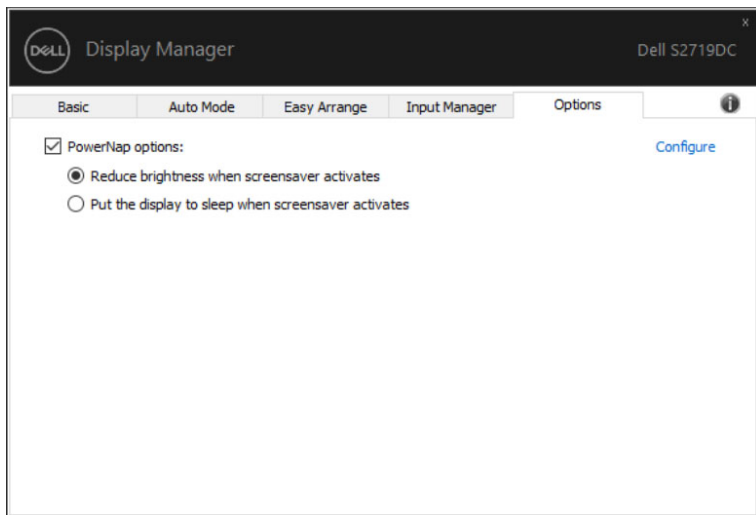 x
DELL Display Manager Dell S2719DC
Basic Auto Mode Easy Arrange Input Manager Options i
PowerNap options: Configure
Reduce brightness when screensaver activates
Put the display to sleep when screensaver activates